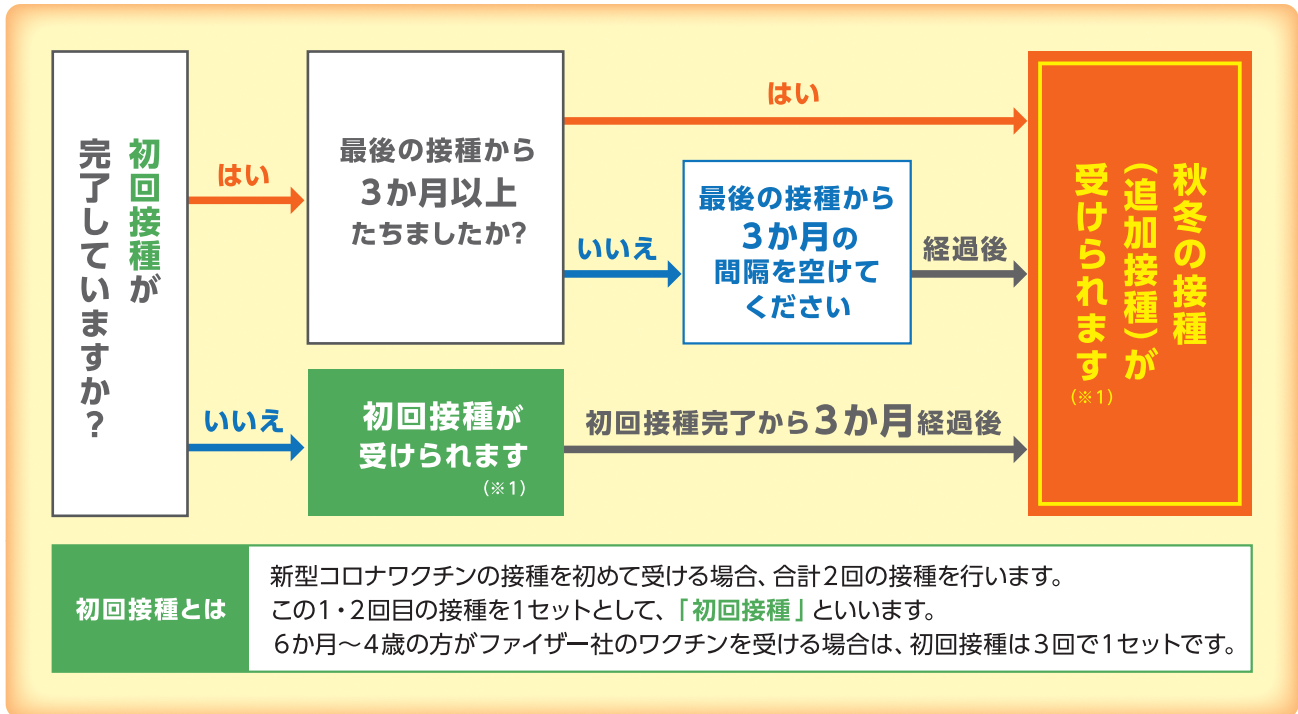 初回接種が
完了していますか？
はい
最後の接種から
３か月以上
たちましたか？
はい
いいえ
最後の接種から
３か月の
間隔を空けて
ください
経過後
いいえ
初回接種が
受けられます
（※１）
初回接種完了から３か月経過後
秋冬の接種
（追加接種）が
受けられます
（※１）
初回接種とは
新型コロナワクチンの接種を初めて受ける場合、合計２回の接種を行います。
この１・２回目の接種を１セットとして、「初回接種」といいます。
６か月～４歳の方がファイザー社のワクチンを受ける場合は、初回接種は３回で１セットです。